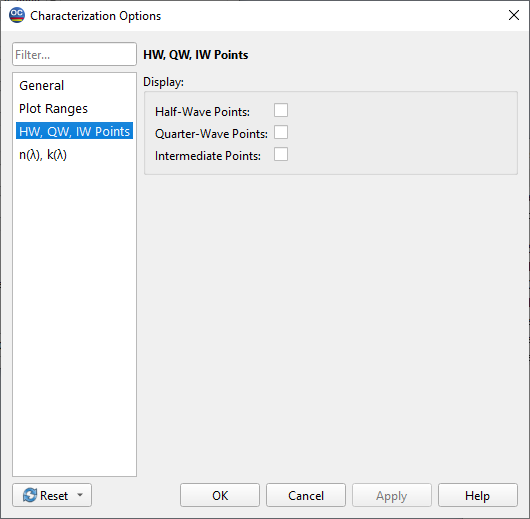 OC Characterization Options
Filter...
General
Plot Ranges
HW, QW, IW Points
n(λ), k(λ)
HW, QW, IW Points
Display:
Half-Wave Points:
Quarter-Wave Points:
Intermediate Points:
Reset
OK
Cancel
Apply
Help